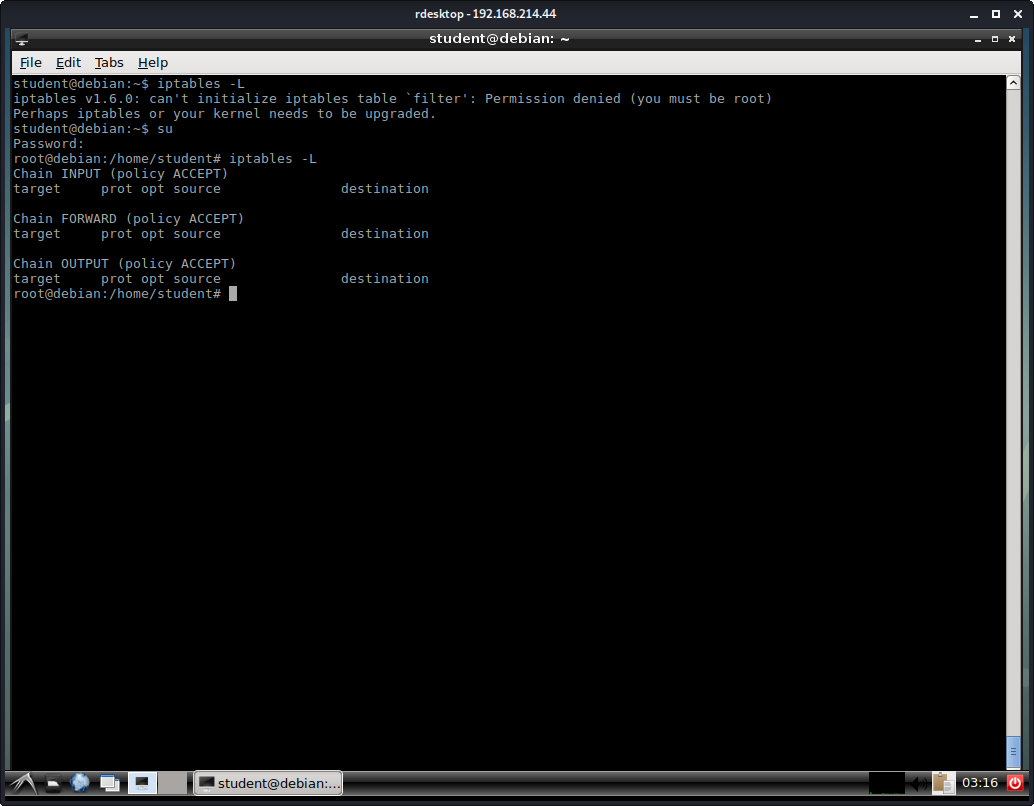 rdesktop - 192.168.214.44
student@debian: ~
File Edit Tabs Help
student@debian:~$ iptables -L
iptables v1.6.0: can't initialize iptables table `filter': Permission denied (you must be root)
Perhaps iptables or your kernel needs to be upgraded.
student@debian:~$ su
Password:
root@debian:/home/student# iptables -L
Chain INPUT (policy ACCEPT)
target     prot opt source               destination

Chain FORWARD (policy ACCEPT)
target     prot opt source               destination

Chain OUTPUT (policy ACCEPT)
target     prot opt source               destination
root@debian:/home/student#
student@debian:... 03:16